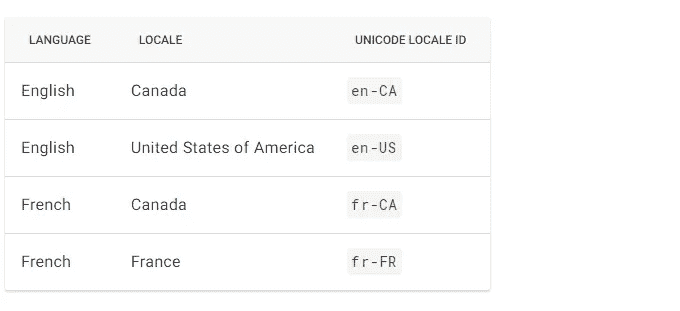 LANGUAGE LOCALE UNICODE LOCALE ID
English Canada en-CA
English United States of America en-US
French Canada fr-CA
French France fr-FR